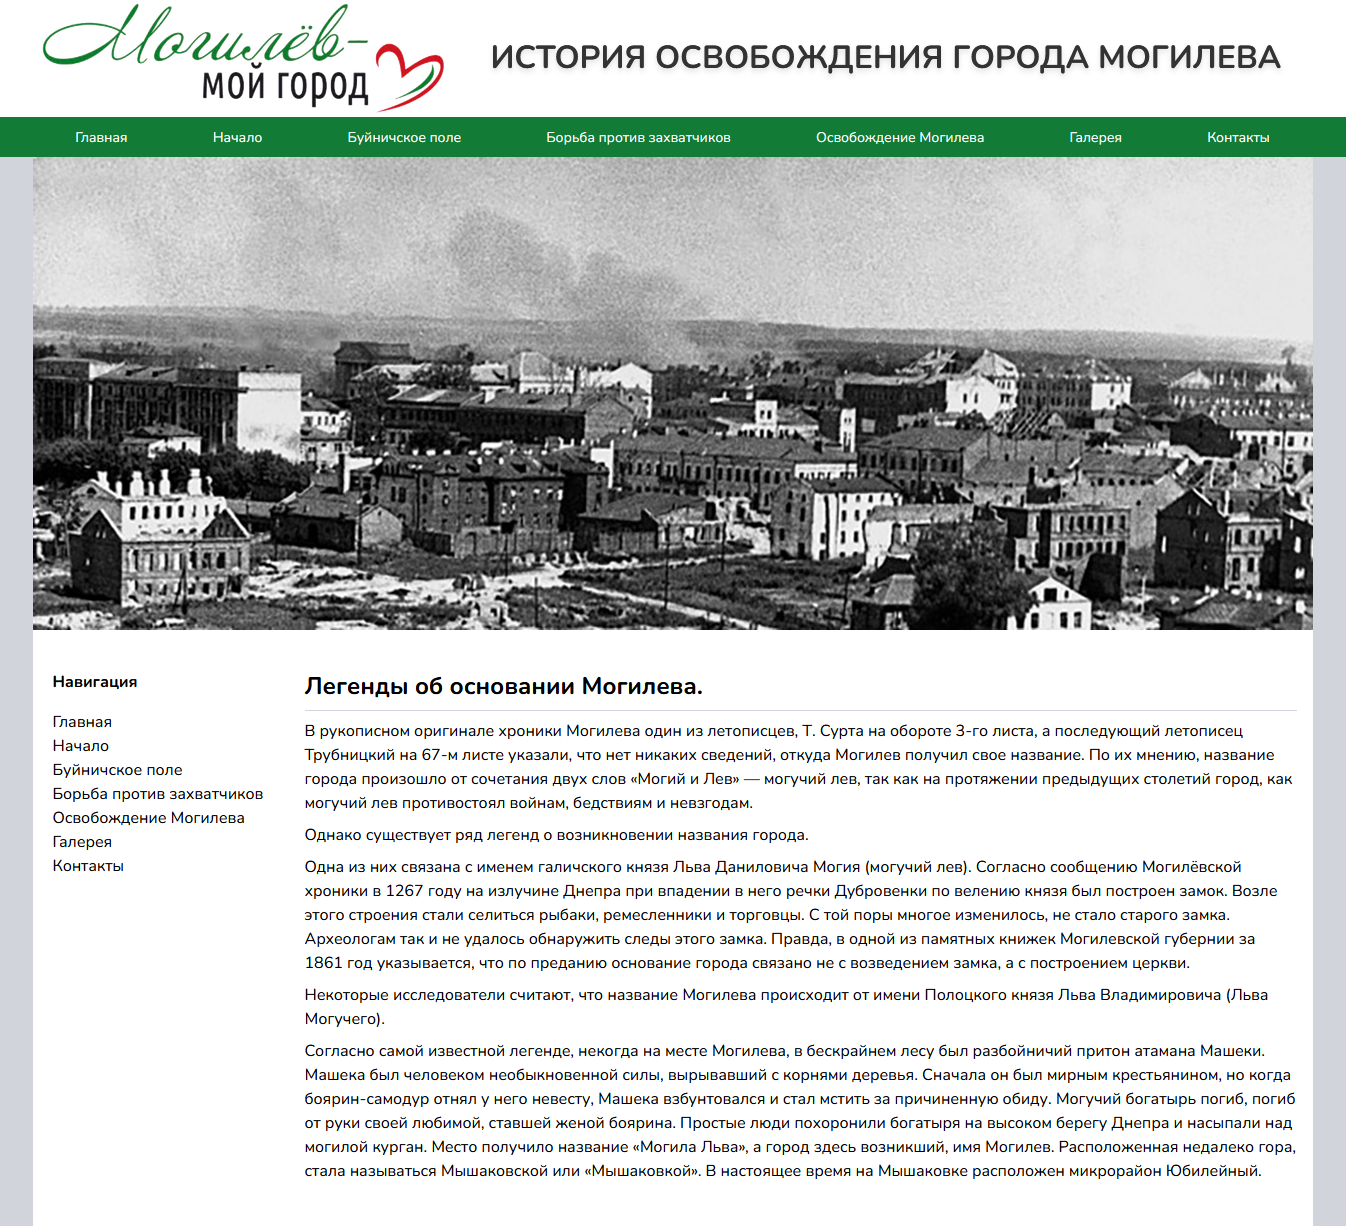 Могилёв-
мой город
ИСТОРИЯ ОСВОБОЖДЕНИЯ ГОРОДА МОГИЛЕВА
Главная Начало Буйничское поле Борьба против захватчиков Освобождение Могилева Галерея Контакты
Навигация
Главная
Начало
Буйничское поле
Борьба против захватчиков
Освобождение Могилева
Галерея
Контакты
Легенды об основании Могилева.
В рукописном оригинале хроники Могилева один из летописцев, Т. Сурта на обороте 3-го листа, а последующий летописец
Трубницкий на 67-м листе указали, что нет никаких сведений, откуда Могилев получил свое название. По их мнению, название
города произошло от сочетания двух слов «Могий и Лев» — могучий лев, так как на протяжении предыдущих столетий город, как
могучий лев противостоял войнам, бедствиям и невзгодам.
Однако существует ряд легенд о возникновении названия города.
Одна из них связана с именем галичского князя Льва Даниловича Могия (могучий лев). Согласно сообщению Могилёвской
хроники в 1267 году на излучине Днепра при впадении в него речки Дубровенки по велению князя был построен замок. Возле
этого строения стали селиться рыбаки, ремесленники и торговцы. С той поры многое изменилось, не стало старого замка.
Археологам так и не удалось обнаружить следы этого замка. Правда, в одной из памятных книжек Могилевской губернии за
1861 год указывается, что по преданию основание города связано не с возведением замка, а с построением церкви.
Некоторые исследователи считают, что название Могилева происходит от имени Полоцкого князя Льва Владимировича (Льва
Могучего).
Согласно самой известной легенде, некогда на месте Могилева, в бескрайнем лесу был разбойничий притон атамана Машеки.
Машека был человеком необыкновенной силы, вырывавший с корнями деревья. Сначала он был мирным крестьянином, но когда
боярин-самодур отнял у него невесту, Машека взбунтовался и стал мстить за причиненную обиду. Могучий богатырь погиб, погиб
от руки своей любимой, ставшей женой боярина. Простые люди похоронили богатыря на высоком берегу Днепра и насыпали над
могилой курган. Место получило название «Могила Льва», а город здесь возникший, имя Могилев. Расположенная недалеко гора,
стала называться Мышаковской или «Мышаковкой». В настоящее время на Мышаковке расположен микрорайон Юбилейный.